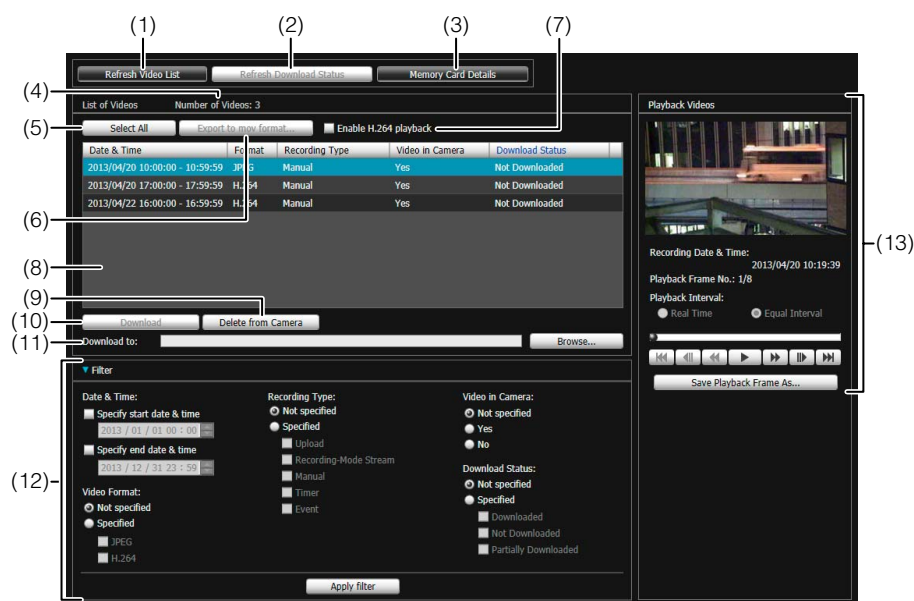 (1) (2) (3) (7)
Refresh Video List Refresh Download Status Memory Card Details
(4)
List of Videos Number of Videos: 3
(5) Select All Export to mov format... Enable H.264 playback
Date & Time Format Recording Type Video in Camera Download Status
2013/04/20 10:00:00 - 10:59:59 JPEG Manual Yes Not Downloaded
2013/04/20 17:00:00 - 17:59:59 H.264 Manual Yes Not Downloaded
2013/04/22 16:00:00 - 16:59:59 H.264 Manual Yes Not Downloaded
(6)
(8)
(9)
(10) Download Delete from Camera
(11) Download to: Browse...
Playback Videos
(13)
Recording Date & Time:
2013/04/20 10:19:39
Playback Frame No.: 1/8
Playback Interval:
Real Time Equal Interval
Save Playback Frame As...
(12)
Filter
Date & Time:
Specify start date & time
2013 / 01 / 01 00 : 00
Specify end date & time
2013 / 12 / 31 23 : 59
Video Format:
Not specified
Specified
JPEG
H.264
Recording Type:
Not specified
Specified
Upload
Recording-Mode Stream
Manual
Timer
Event
Video in Camera:
Not specified
Yes
No
Download Status:
Not specified
Specified
Downloaded
Not Downloaded
Partially Downloaded
Apply filter